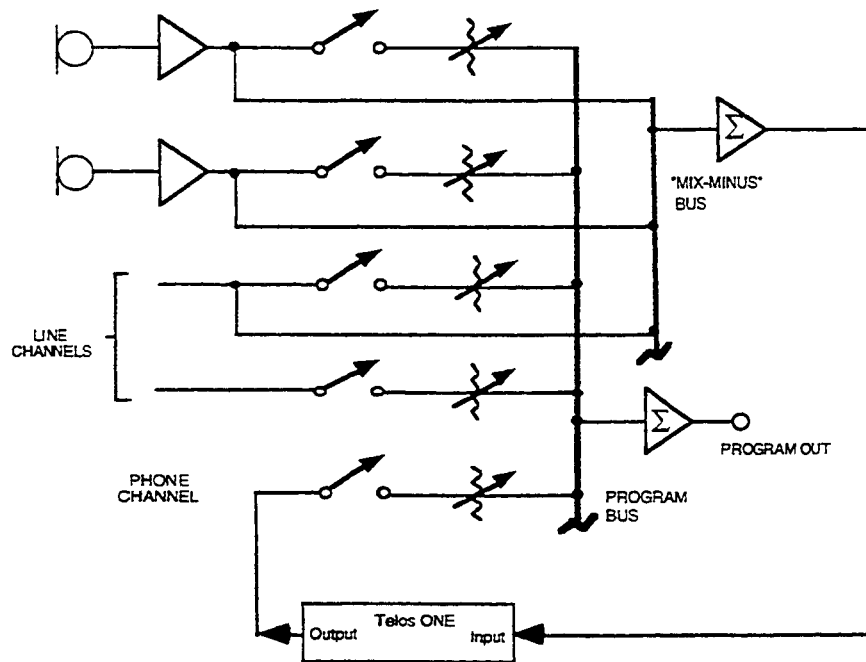 Σ
"MIX-MINUS"
BUS
LINE
CHANNELS
Σ
PROGRAM OUT
PHONE
CHANNEL
PROGRAM
BUS
Telos ONE
Output
Input